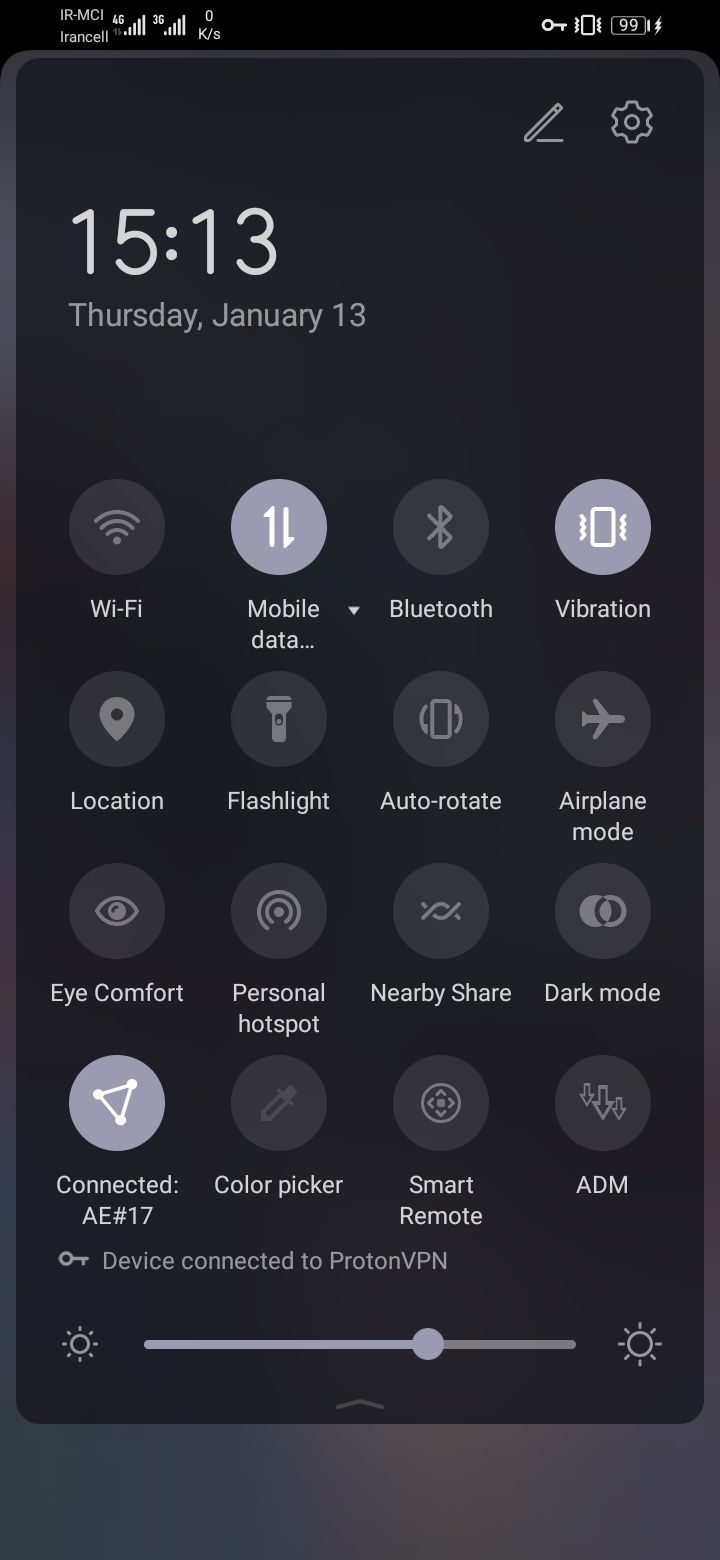 IR-MCI 4G 3G 0
Irancell K/s
99
15:13
Thursday, January 13
Wi-Fi
Mobile
data…
Bluetooth
Vibration
Location
Flashlight
Auto-rotate
Airplane
mode
Eye Comfort
Personal
hotspot
Nearby Share
Dark mode
Connected:
AE#17
Color picker
Smart
Remote
ADM
Device connected to ProtonVPN